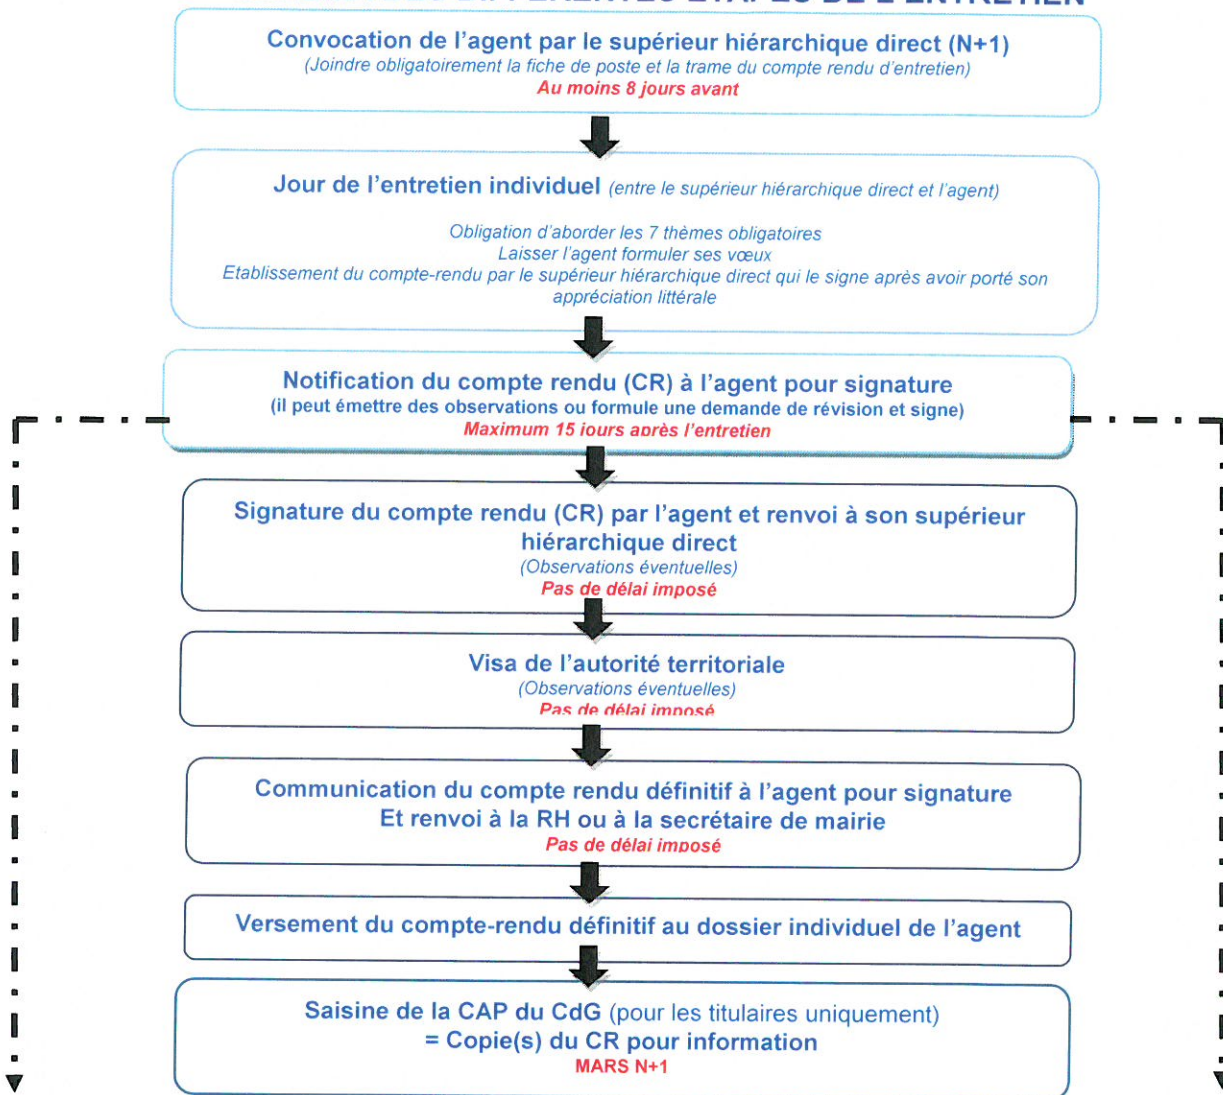 DIFFÉRENTES ÉTAPES DE L'ENTRETIEN
Convocation de l'agent par le supérieur hiérarchique direct (N+1)
(Joindre obligatoirement la fiche de poste et la trame du compte rendu d'entretien)
Au moins 8 jours avant
Jour de l'entretien individuel (entre le supérieur hiérarchique direct et l'agent)
Obligation d'aborder les 7 thèmes obligatoires
Laisser l'agent formuler ses vœux
Etablissement du compte-rendu par le supérieur hiérarchique direct qui le signe après avoir porté son
appréciation littérale
Notification du compte rendu (CR) à l'agent pour signature
(il peut émettre des observations ou formule une demande de révision et signe)
Maximum 15 jours après l'entretien
Signature du compte rendu (CR) par l'agent et renvoi à son supérieur
hiérarchique direct
(Observations éventuelles)
Pas de délai imposé
Visa de l'autorité territoriale
(Observations éventuelles)
Pas de délai imposé
Communication du compte rendu définitif à l'agent pour signature
Et renvoi à la RH ou à la secrétaire de mairie
Pas de délai imposé
Versement du compte-rendu définitif au dossier individuel de l'agent
Saisine de la CAP du CdG (pour les titulaires uniquement)
= Copie(s) du CR pour information
MARS N+1